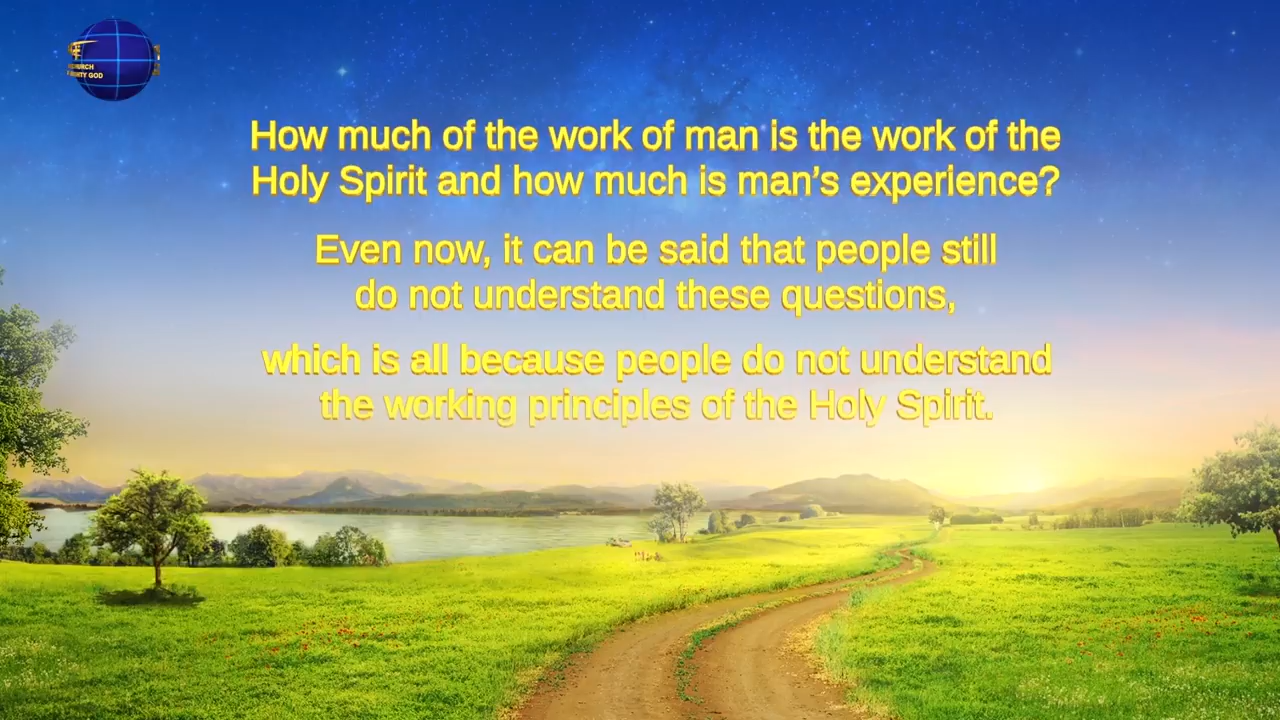 CHURCH
GOD
How much of the work of man is the work of the
Holy Spirit and how much is man’s experience?
Even now, it can be said that people still
do not understand these questions,
which is all because people do not understand
the working principles of the Holy Spirit.